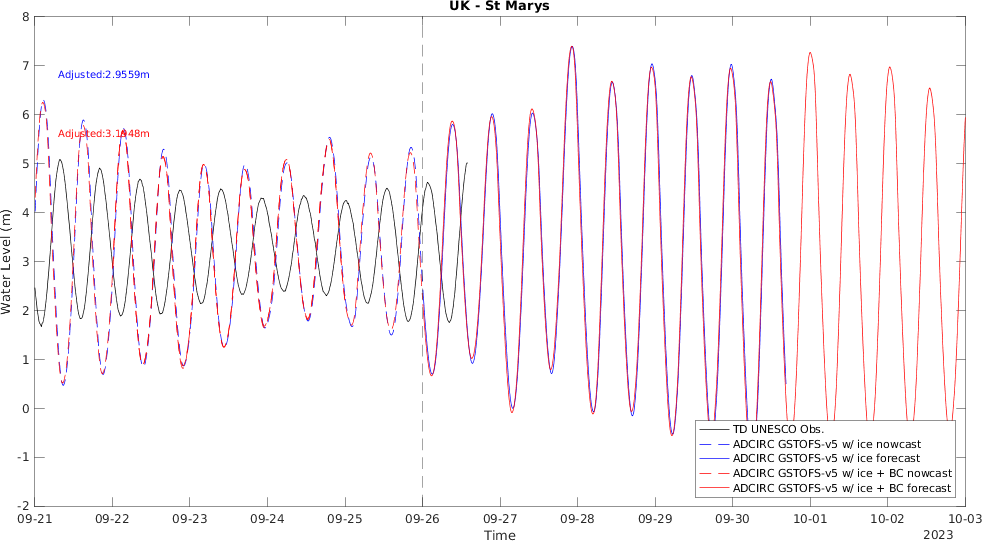 UK - St Marys
8
7
6
5
4
3
2
1
0
-1
-2
Water Level (m)
Adjusted:2.9559m
Adjusted:3.1948m
TD UNESCO Obs.
ADCIRC GSTOFS-v5 w/ ice nowcast
ADCIRC GSTOFS-v5 w/ ice forecast
ADCIRC GSTOFS-v5 w/ ice + BC nowcast
ADCIRC GSTOFS-v5 w/ ice + BC forecast
09-21 09-22 09-23 09-24 09-25 09-26 09-27 09-28 09-29 09-30 10-01 10-02 10-03
Time
2023